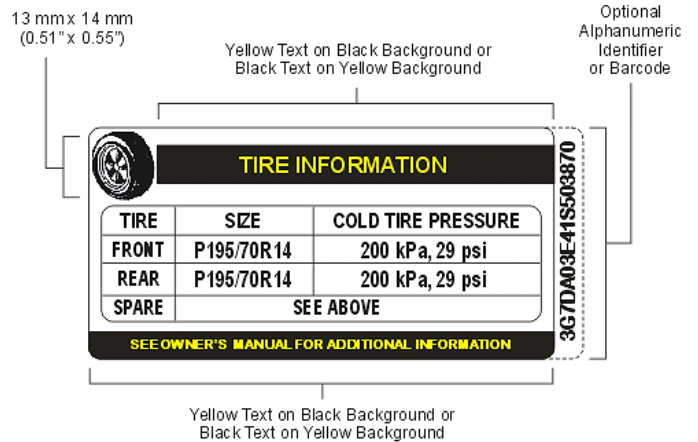 13 mm x 14 mm
(0.51" x 0.55")
Yellow Text on Black Background or
Black Text on Yellow Background
Optional
Alphanumeric
Identifier
or Barcode
TIRE INFORMATION
TIRE SIZE COLD TIRE PRESSURE
FRONT P195/70R14 200 kPa, 29 psi
REAR P195/70R14 200 kPa, 29 psi
SPARE SEE ABOVE
SEE OWNER'S MANUAL FOR ADDITIONAL INFORMATION
3G7DA03E41S503870
Yellow Text on Black Background or
Black Text on Yellow Background